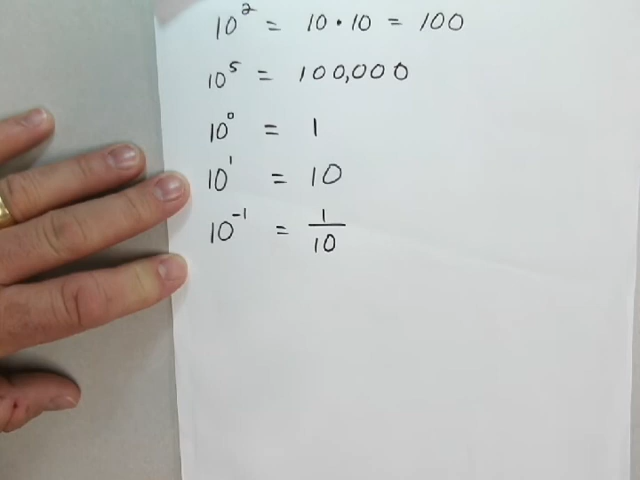 10² = 10 · 10 = 100
10⁵ = 100,000
10⁰ = 1
10¹ = 10
10⁻¹ = 1/10